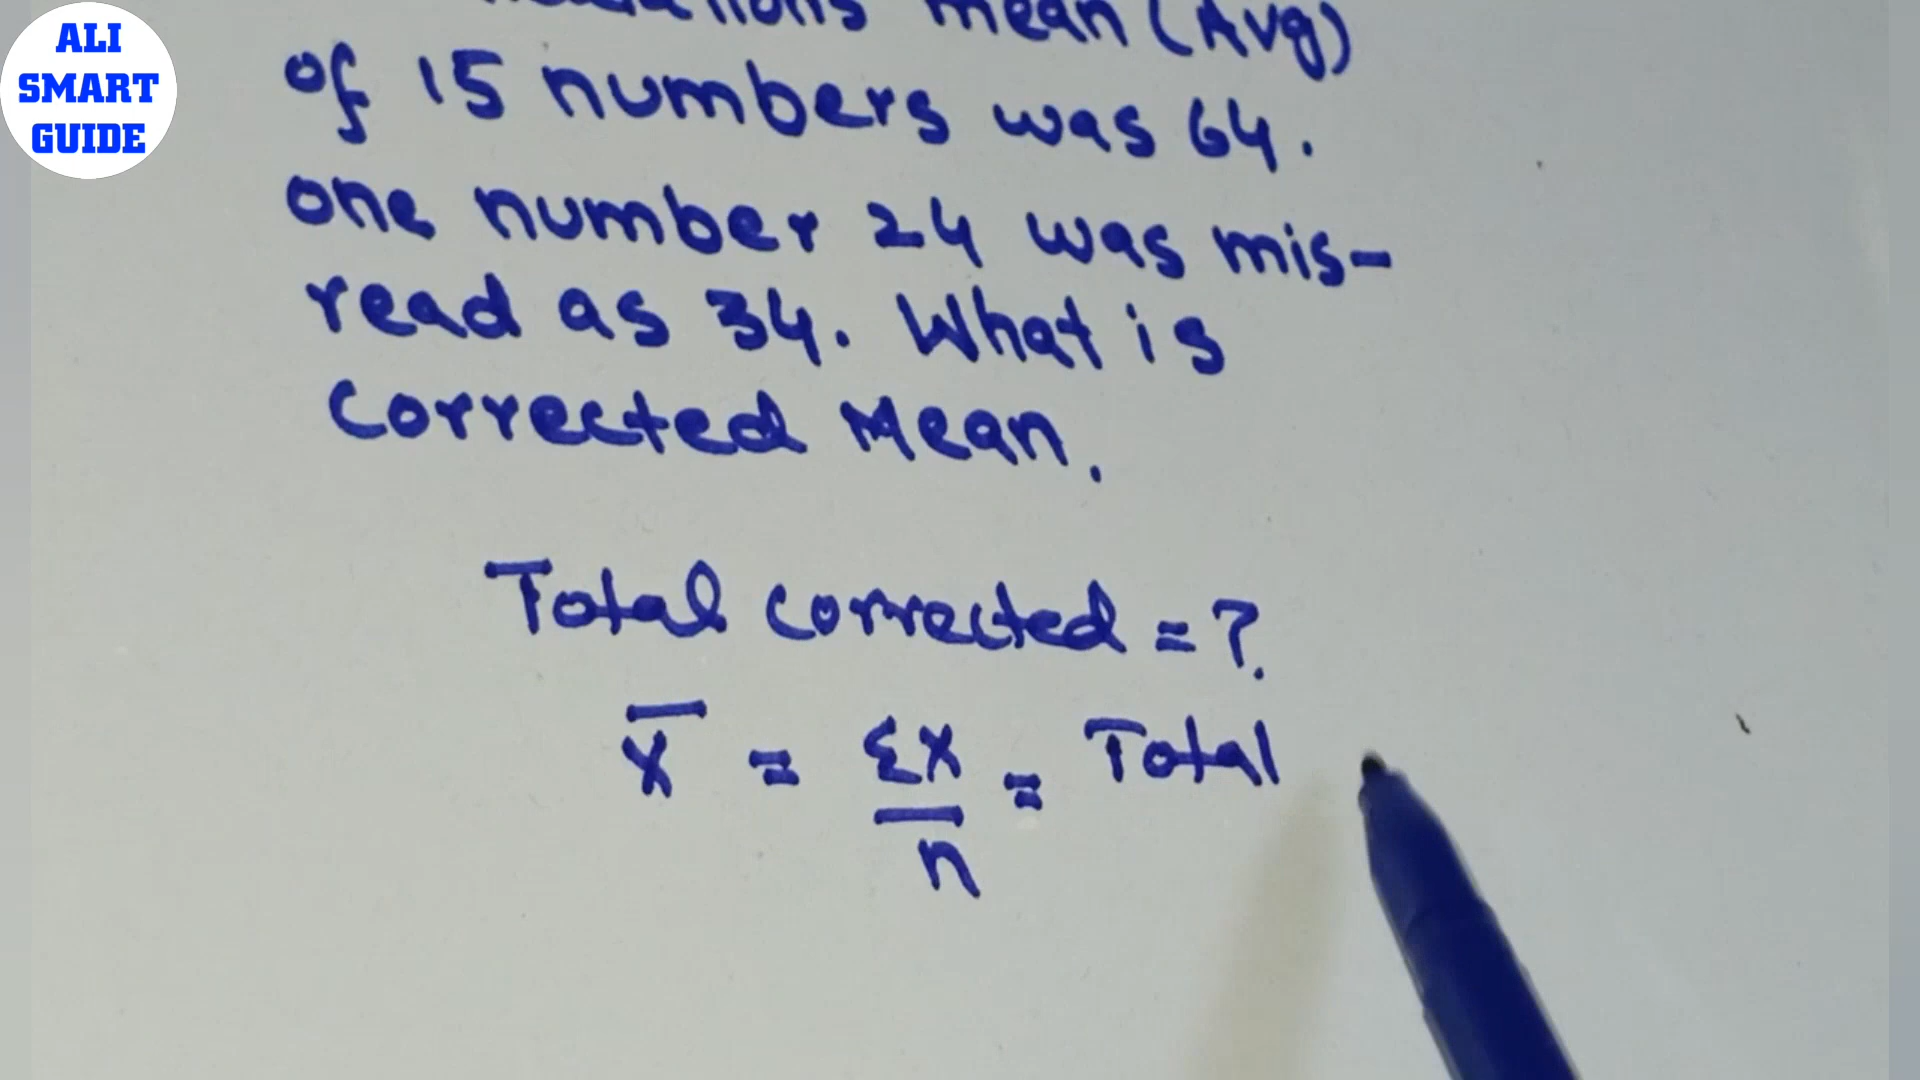 ALI
SMART
GUIDE
mean (Avg)
of 15 numbers was 64.
one number 24 was mis-
read as 34. What is
corrected Mean.
Total corrected = ?
X̄ = Σx = Total
n